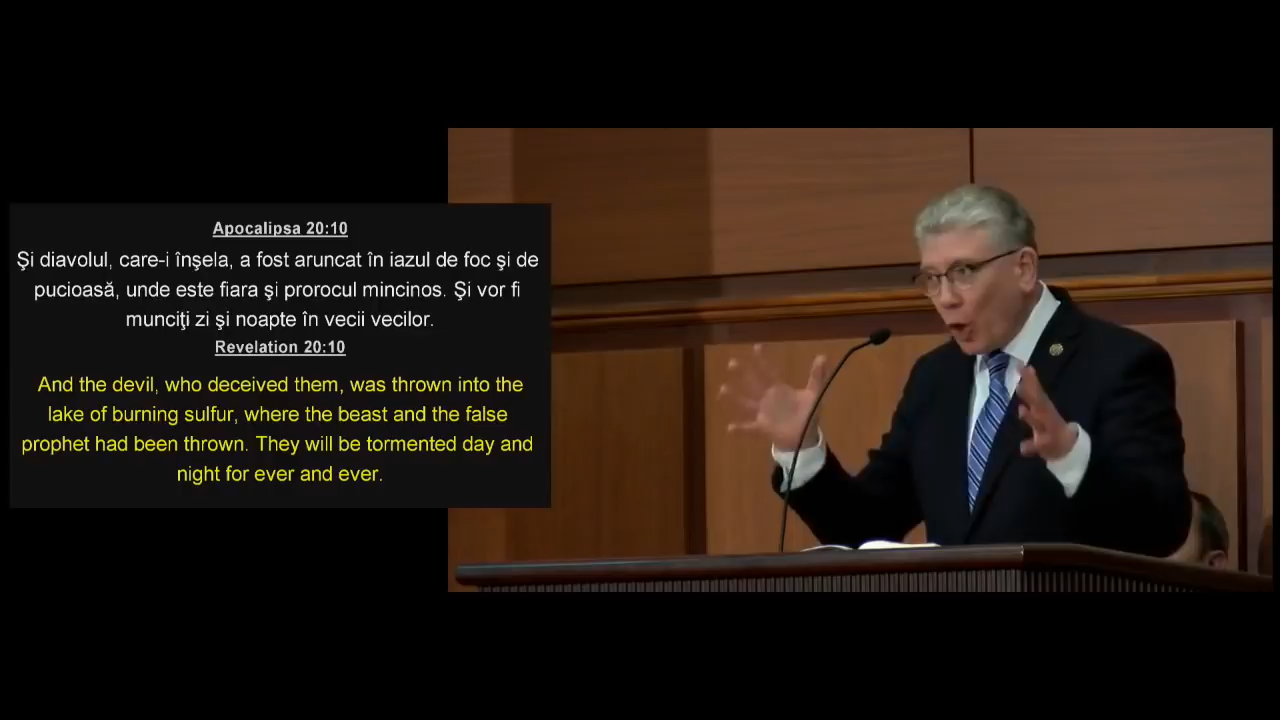 Apocalipsa 20:10
Şi diavolul, care-i înşela, a fost aruncat în iazul de foc şi de
pucioasă, unde este fiara şi prorocul mincinos. Şi vor fi
munciţi zi şi noapte în vecii vecilor.
Revelation 20:10
And the devil, who deceived them, was thrown into the
lake of burning sulfur, where the beast and the false
prophet had been thrown. They will be tormented day and
night for ever and ever.